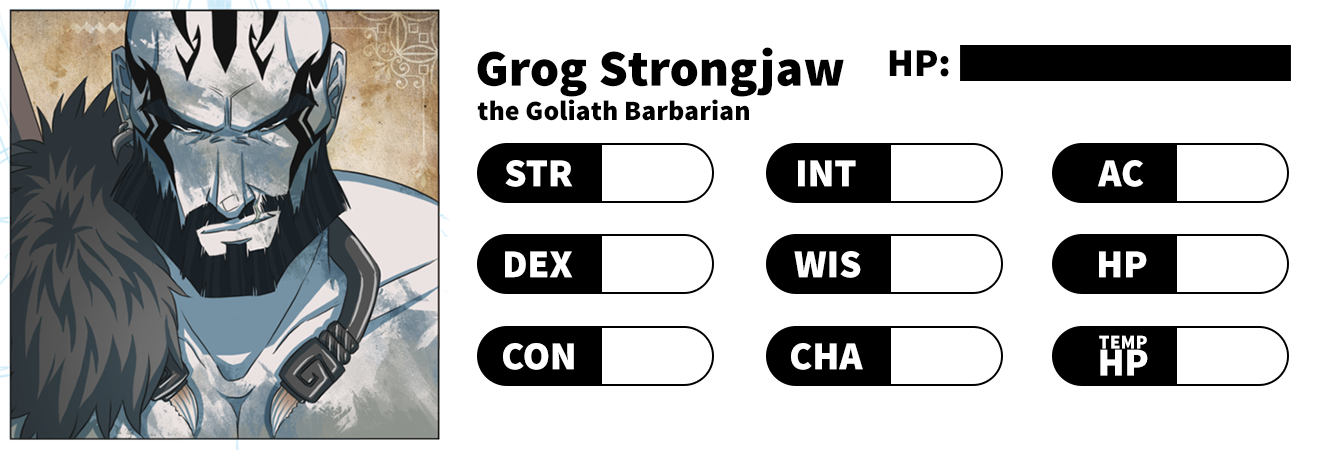 Grog Strongjaw
the Goliath Barbarian
HP:
STR
INT
AC
DEX
WIS
HP
CON
CHA
TEMP
HP